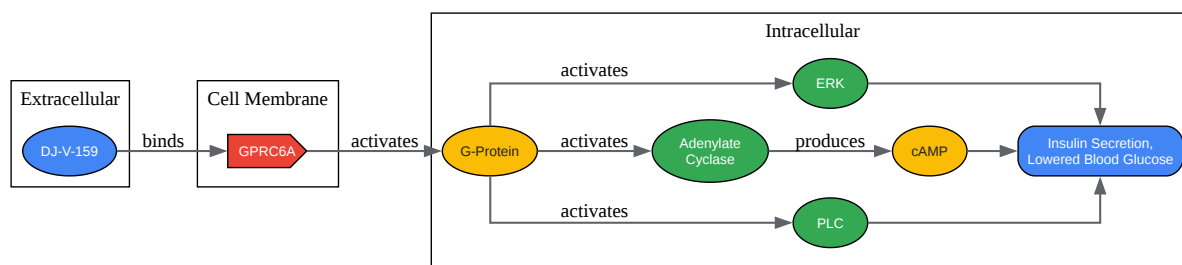 Intracellular
activates
ERK
Extracellular
Cell Membrane
DJ-V-159
binds
GPRC6A
activates
G-Protein
activates
Adenylate
Cyclase
produces
cAMP
Insulin Secretion,
Lowered Blood Glucose
activates
PLC